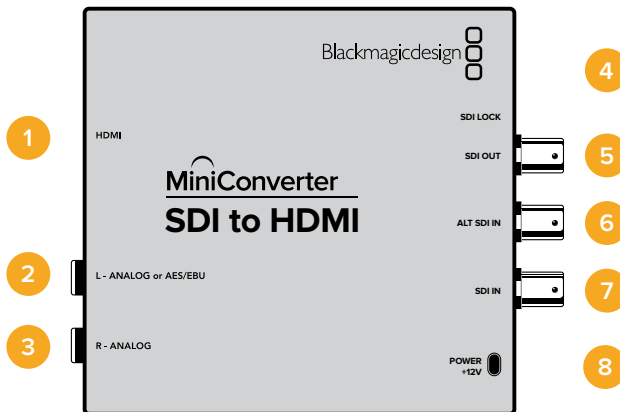 Blackmagicdesign
4
SDI LOCK
1
HDMI
SDI OUT
5
MiniConverter
SDI to HDMI
ALT SDI IN
6
2
L - ANALOG or AES/EBU
SDI IN
7
3
R - ANALOG
POWER
+12V
8